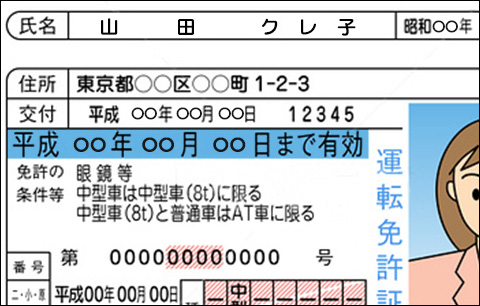 氏名 山 田 ク レ 子 昭和○○年
住所 東京都○○区○○町1-2-3
交付 平成 ○○年 ○○月 ○○日 12345
平成 ○○年 ○○月 ○○日まで有効
免許の 眼鏡等
条件等 中型車は中型車(8t)に限る
中型車(8t)と普通車はAT車に限る
運転免許証
番号 第 000000000000 号
二・小・原 平成00年00月00日
中型